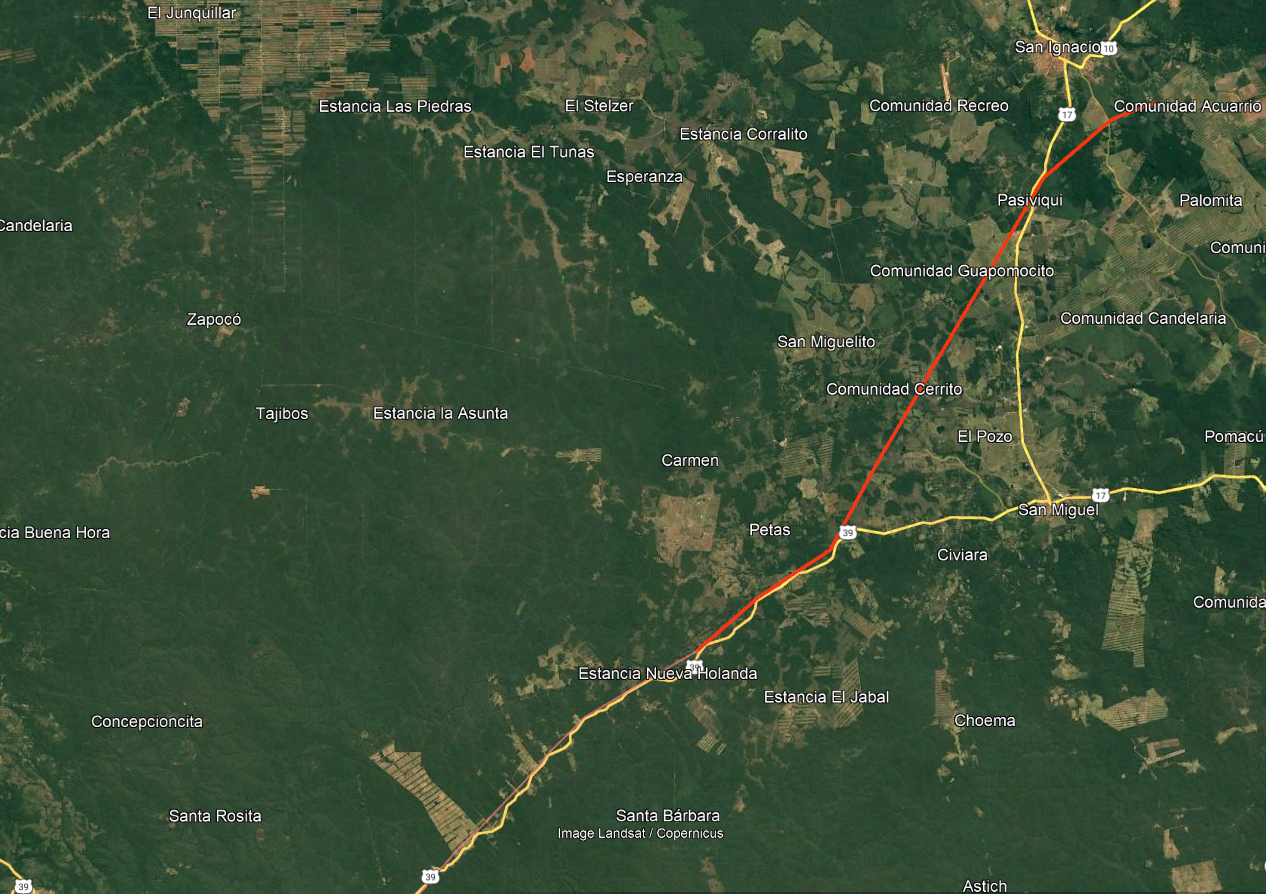 El Junquillar
San Ignacio
10
Estancia Las Piedras
El Stelzer
Comunidad Recreo
Comunidad Acuarrio
17
Estancia Corralito
Estancia El Tunas
Esperanza
Pasiviqui
Palomita
Candelaria
Comuni
Comunidad Guapomocito
Zapocó
Comunidad Candelaria
San Miguelito
Comunidad Cerrito
Tajibos
Estancia la Asunta
El Pozo
Pomacú
Carmen
17
San Miguel
cia Buena Hora
Petas
39
Civiara
Comunida
39
Estancia Nueva Holanda
Estancia El Jabal
Concepcioncita
Choema
Santa Rosita
Santa Bárbara
Image Landsat / Copernicus
39
39
Astich